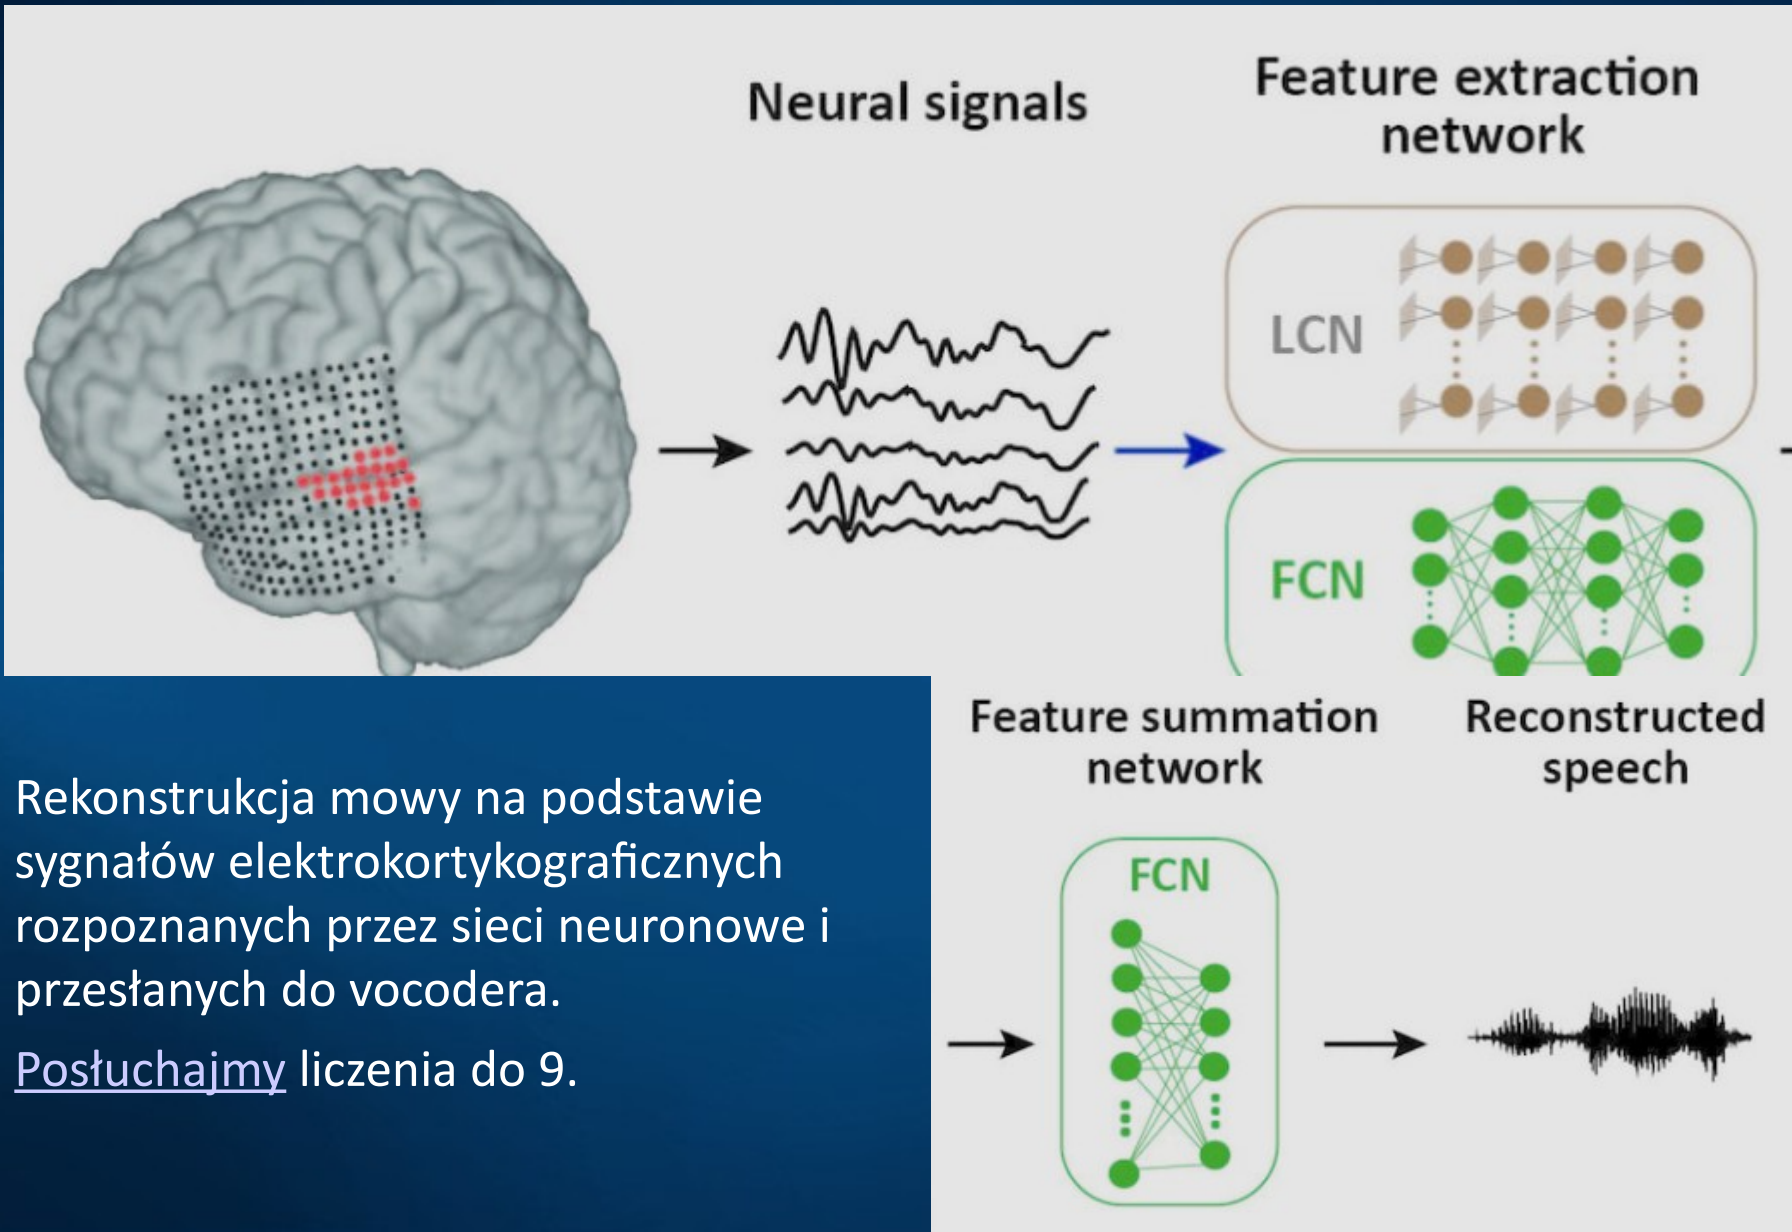 Neural signals
Feature extraction
network
LCN
FCN
Rekonstrukcja mowy na podstawie
sygnałów elektrokortykograficznych
rozpoznanych przez sieci neuronowe i
przesłanych do vocodera.
Posłuchajmy liczenia do 9.
Feature summation
network
FCN
Reconstructed
speech